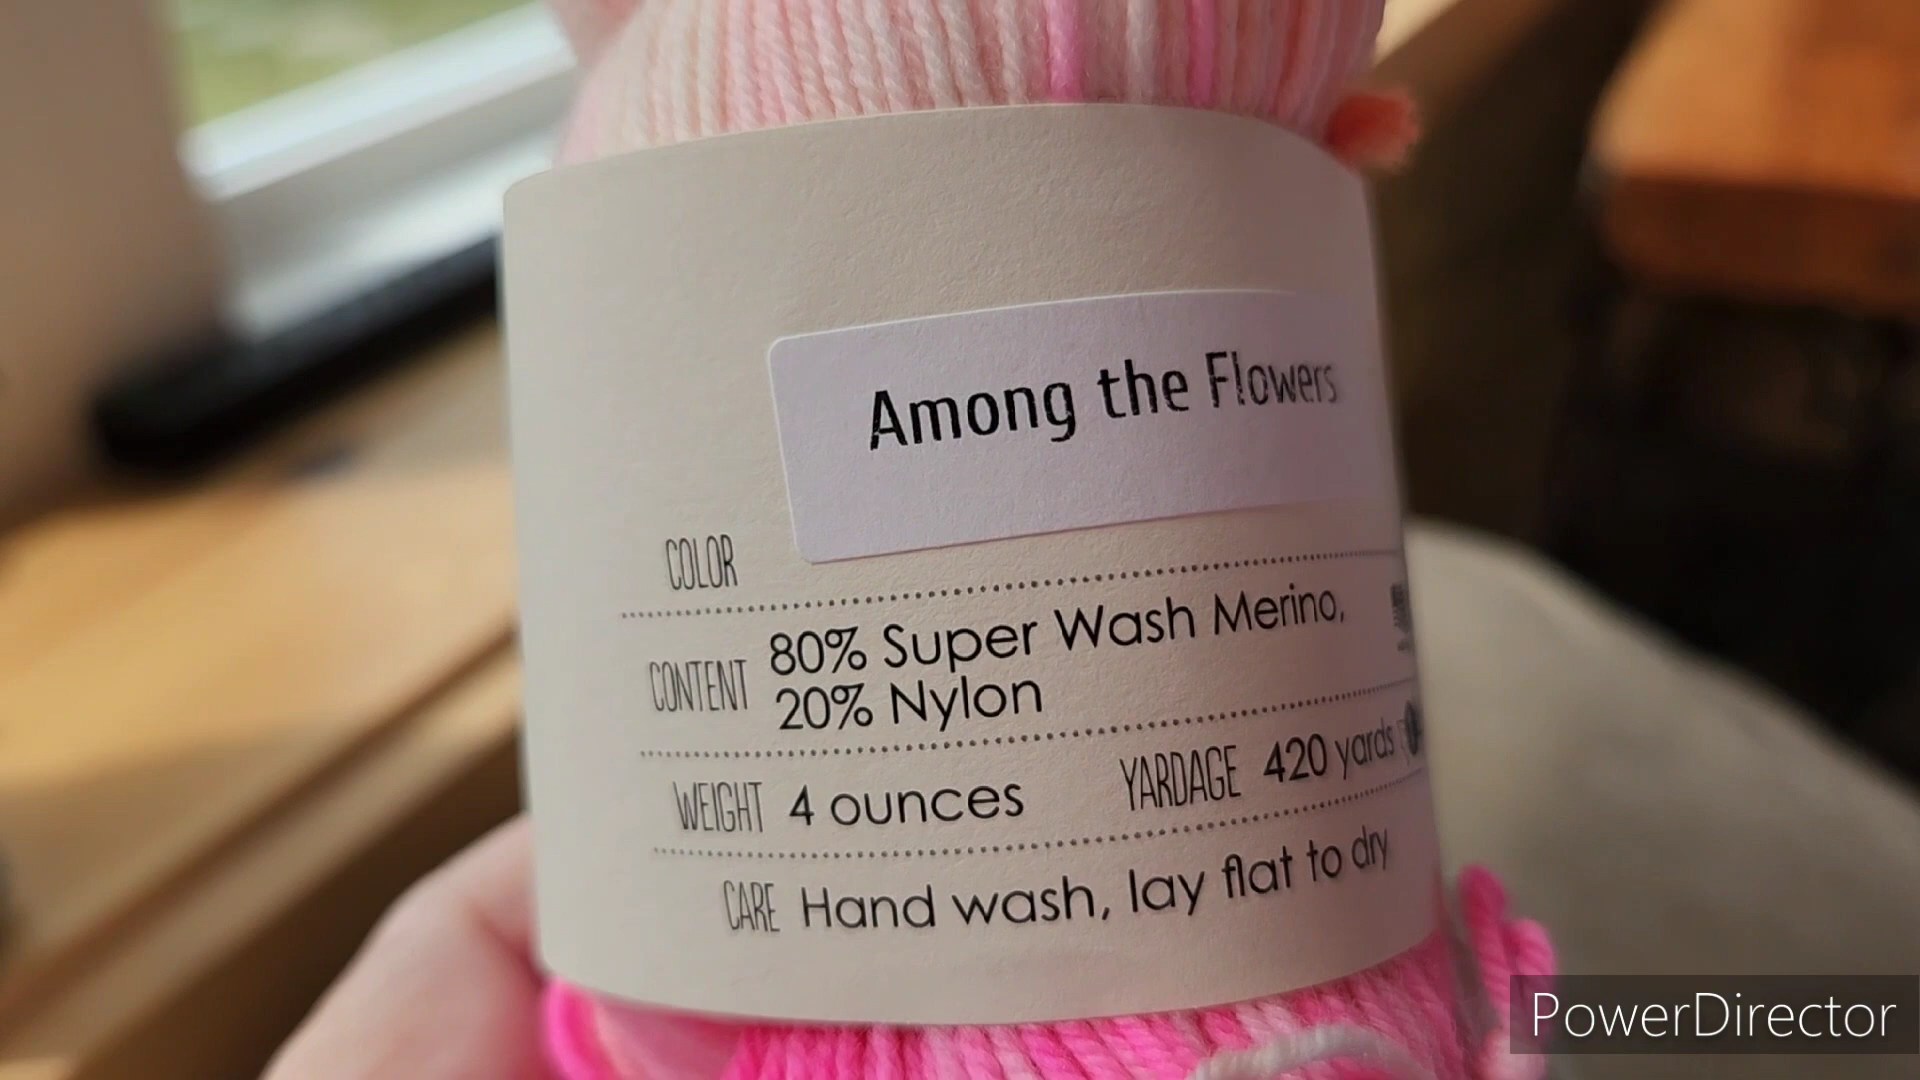 Among the Flowers
COLOR
CONTENT 80% Super Wash Merino,
20% Nylon
WEIGHT 4 ounces YARDAGE 420 yards
CARE Hand wash, lay flat to dry
PowerDirector